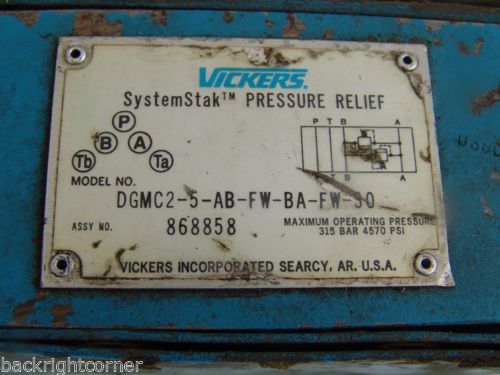 VICKERS®
SystemStak™ PRESSURE RELIEF
P
B A
Tb Ta
P T B A
P T B A
MODEL NO.
DGMC2-5-AB-FW-BA-FW-30
ASSY NO. 868858
MAXIMUM OPERATING PRESSURE
315 BAR 4570 PSI
VICKERS INCORPORATED SEARCY, AR. U.S.A.
backrightcorner